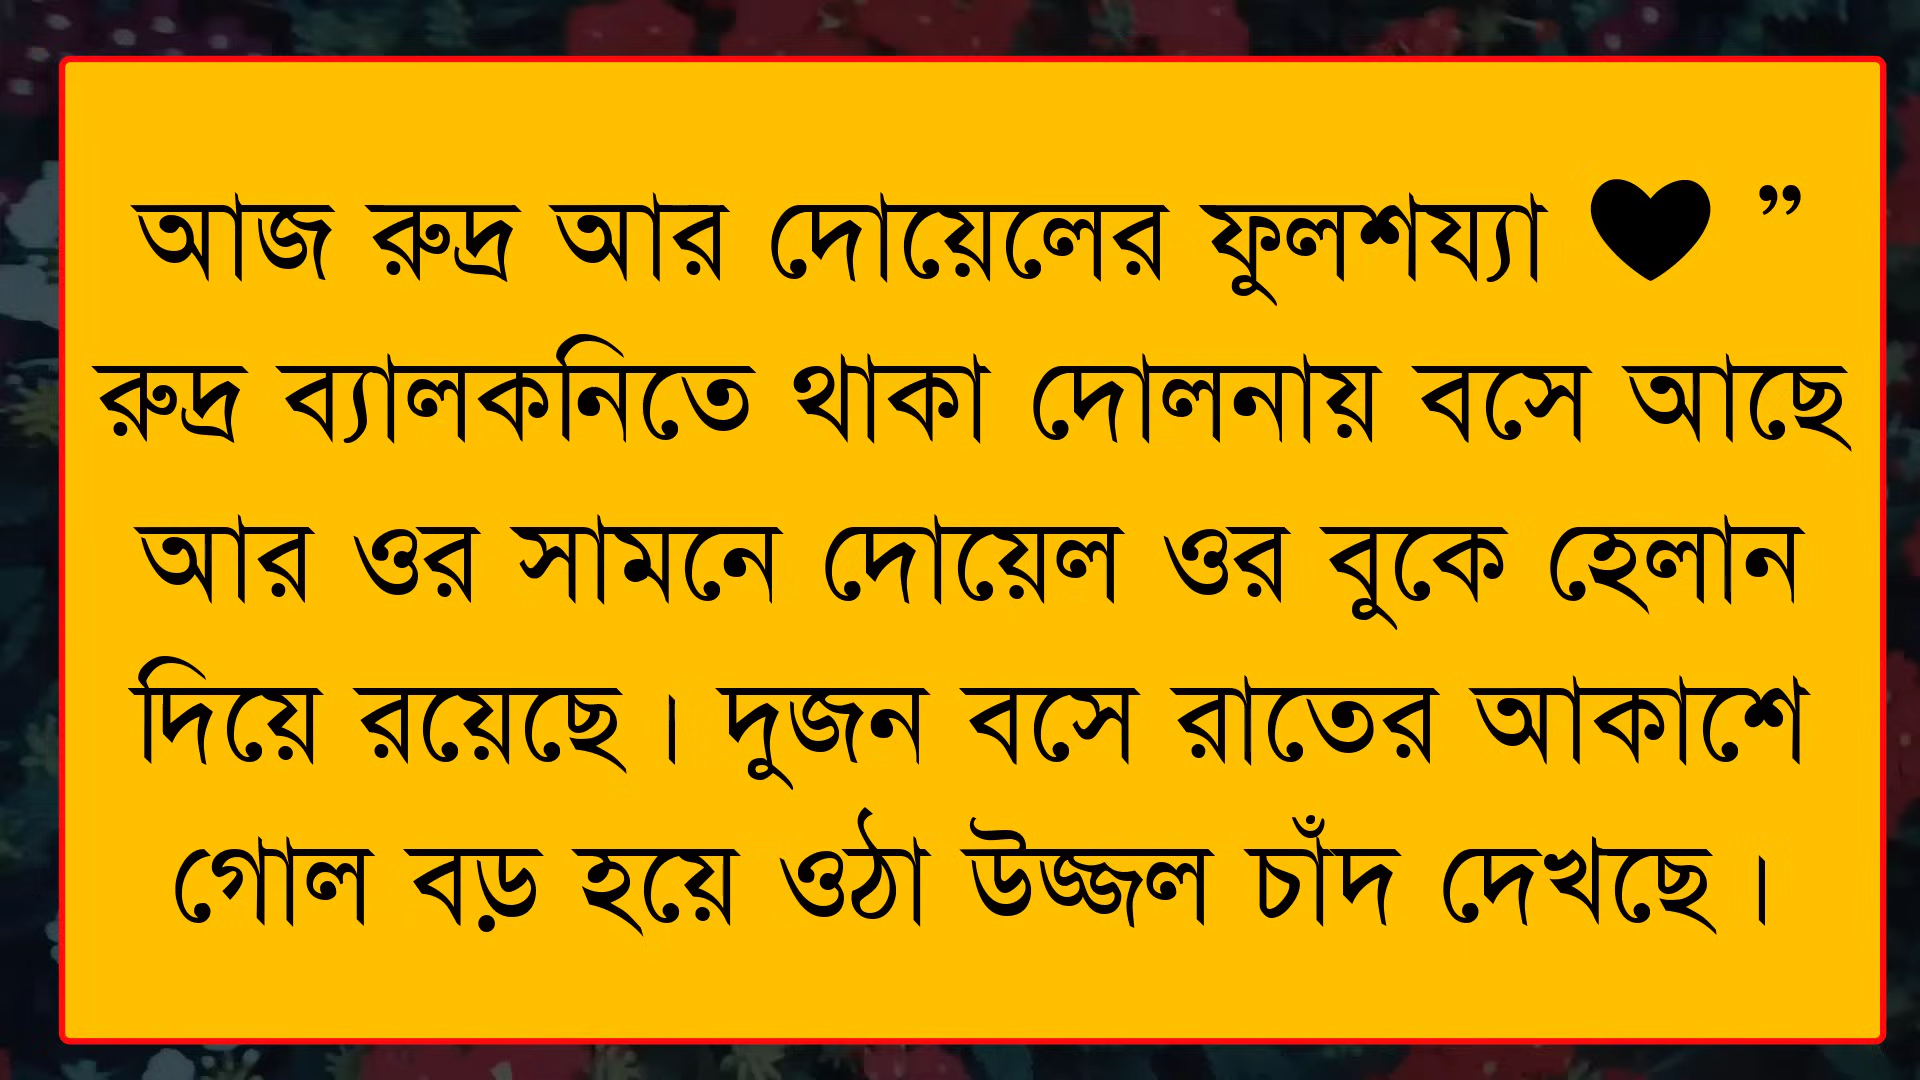 আজ রুদ্র আর দোয়েলের ফুলশয্যা ♥ ”
রুদ্র ব্যালকনিতে থাকা দোলনায় বসে আছে
আর ওর সামনে দোয়েল ওর বুকে হেলান
দিয়ে রয়েছে। দুজন বসে রাতের আকাশে
গোল বড় হয়ে ওঠা উজ্জল চাঁদ দেখছে।